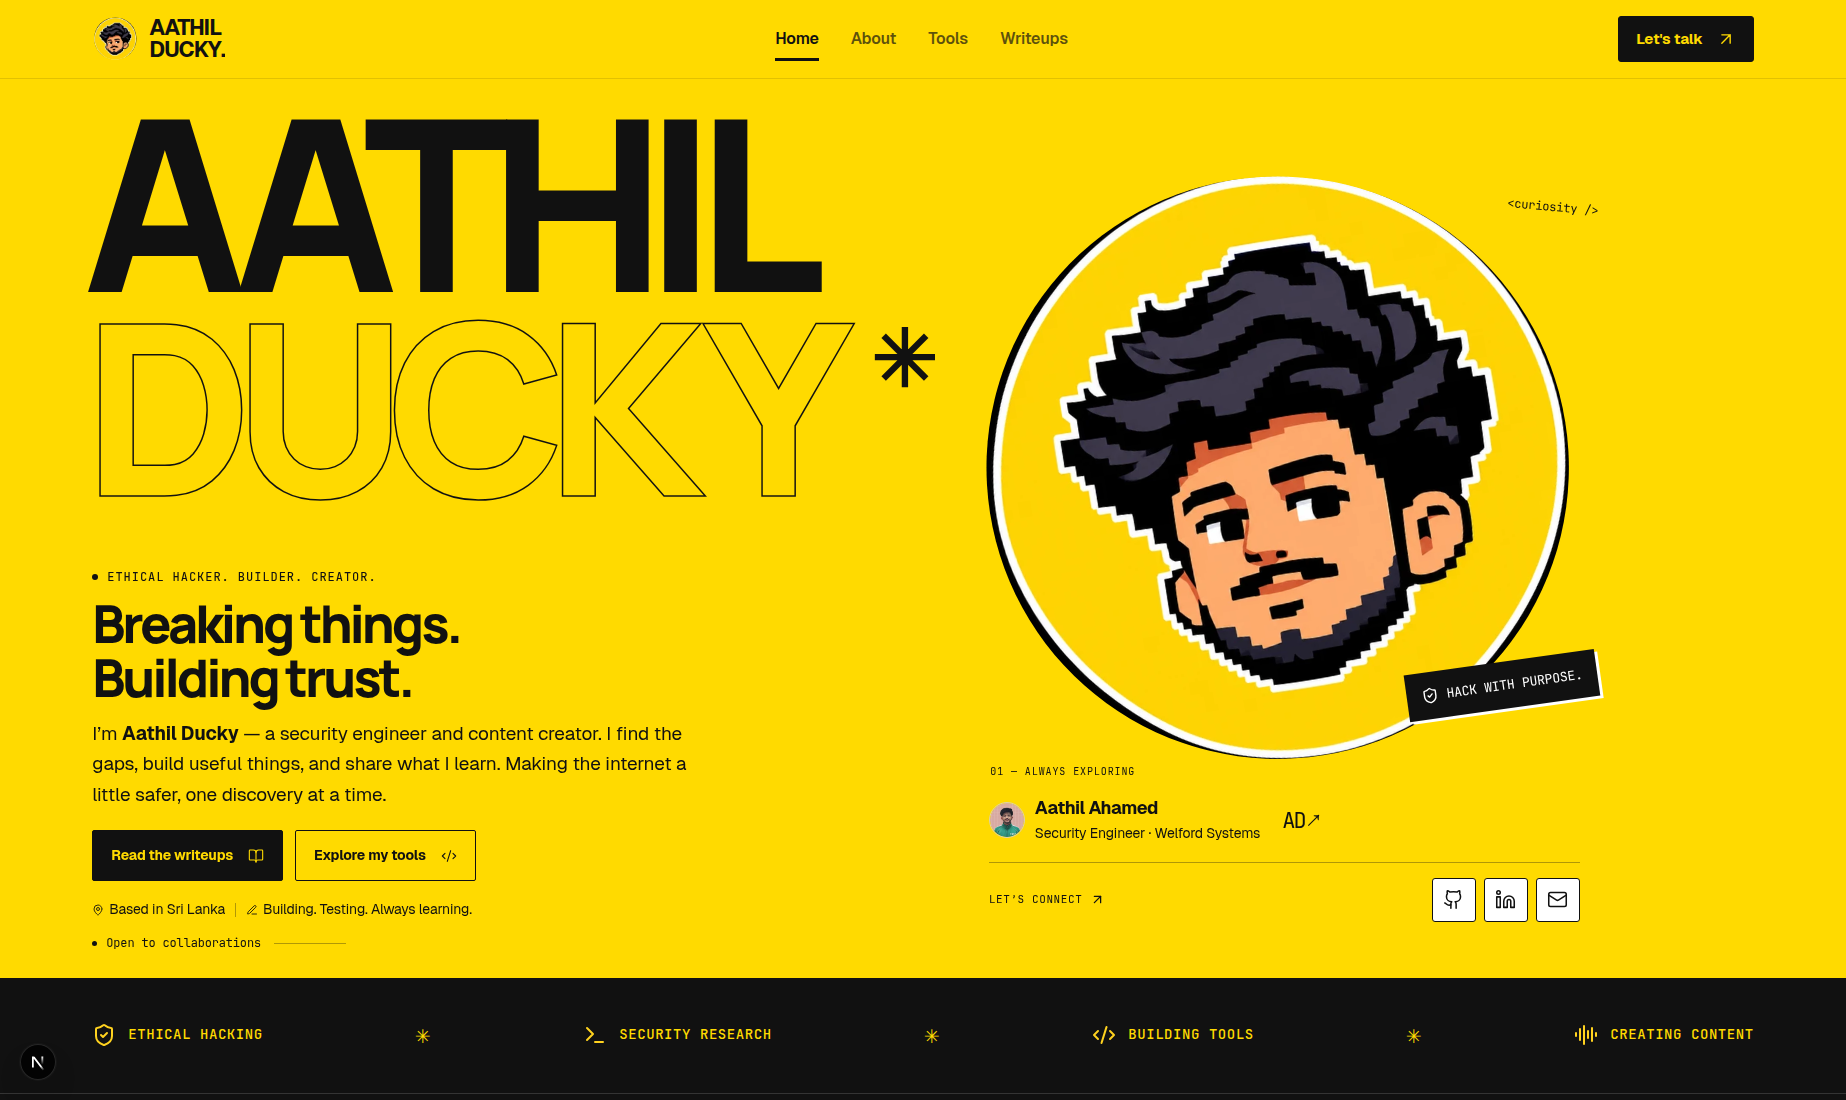 AATHIL
DUCKY.
Home
About
Tools
Writeups
Let's talk
AATHIL
DUCKY
<curiosity />
ETHICAL HACKER. BUILDER. CREATOR.
Breaking things.
Building trust.
I’m Aathil Ducky — a security engineer and content creator. I find the
gaps, build useful things, and share what I learn. Making the internet a
little safer, one discovery at a time.
Read the writeups
Explore my tools
Based in Sri Lanka
Building. Testing. Always learning.
Open to collaborations
HACK WITH PURPOSE.
01 — ALWAYS EXPLORING
Aathil Ahamed
Security Engineer · Welford Systems
AD↗
LET’S CONNECT
ETHICAL HACKING
SECURITY RESEARCH
BUILDING TOOLS
CREATING CONTENT